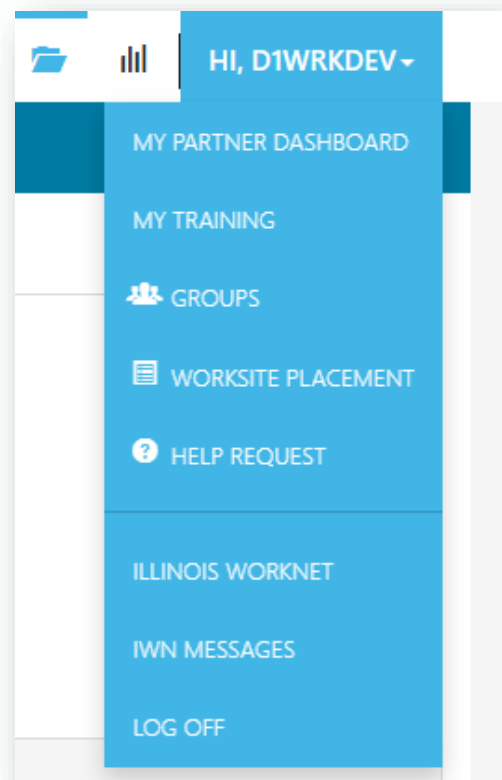 HI, D1WRKDEV
MY PARTNER DASHBOARD
MY TRAINING
GROUPS
WORKSITE PLACEMENT
HELP REQUEST
ILLINOIS WORKNET
IWN MESSAGES
LOG OFF